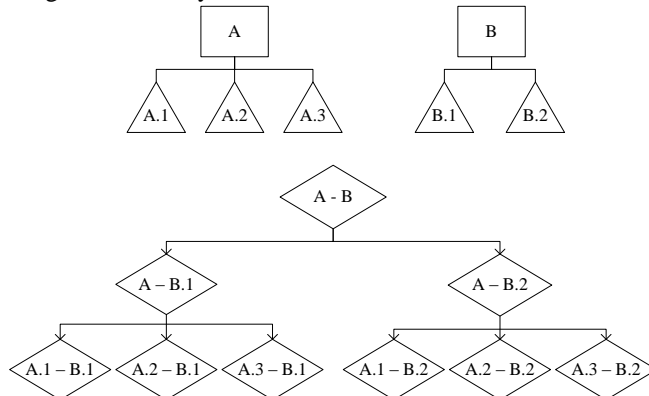 A B
A.1 A.2 A.3 B.1 B.2
A - B
A – B.1 A – B.2
A.1 – B.1 A.2 – B.1 A.3 – B.1 A.1 – B.2 A.2 – B.2 A.3 – B.2